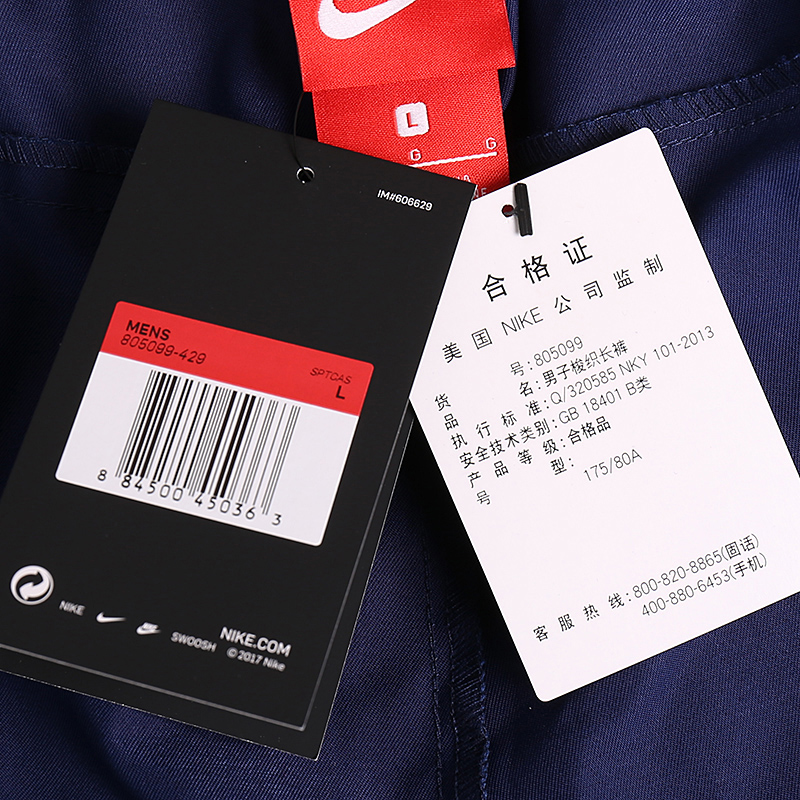 L
G G
IM#606629
MENS
805099-429
SPTCAS
L
8 84500 45036 3
NIKE
SWOOSH
NIKE.COM
© 2017 Nike
合格证
美国NIKE公司监制
货号:805099
品名:男子梭织长裤
执行标准:Q/320585 NKY 101-2013
安全技术类别:GB 18401 B类
产品等级:合格品
号型: 175/80A
客服热线:800-820-8865(固话)
400-880-6453(手机)